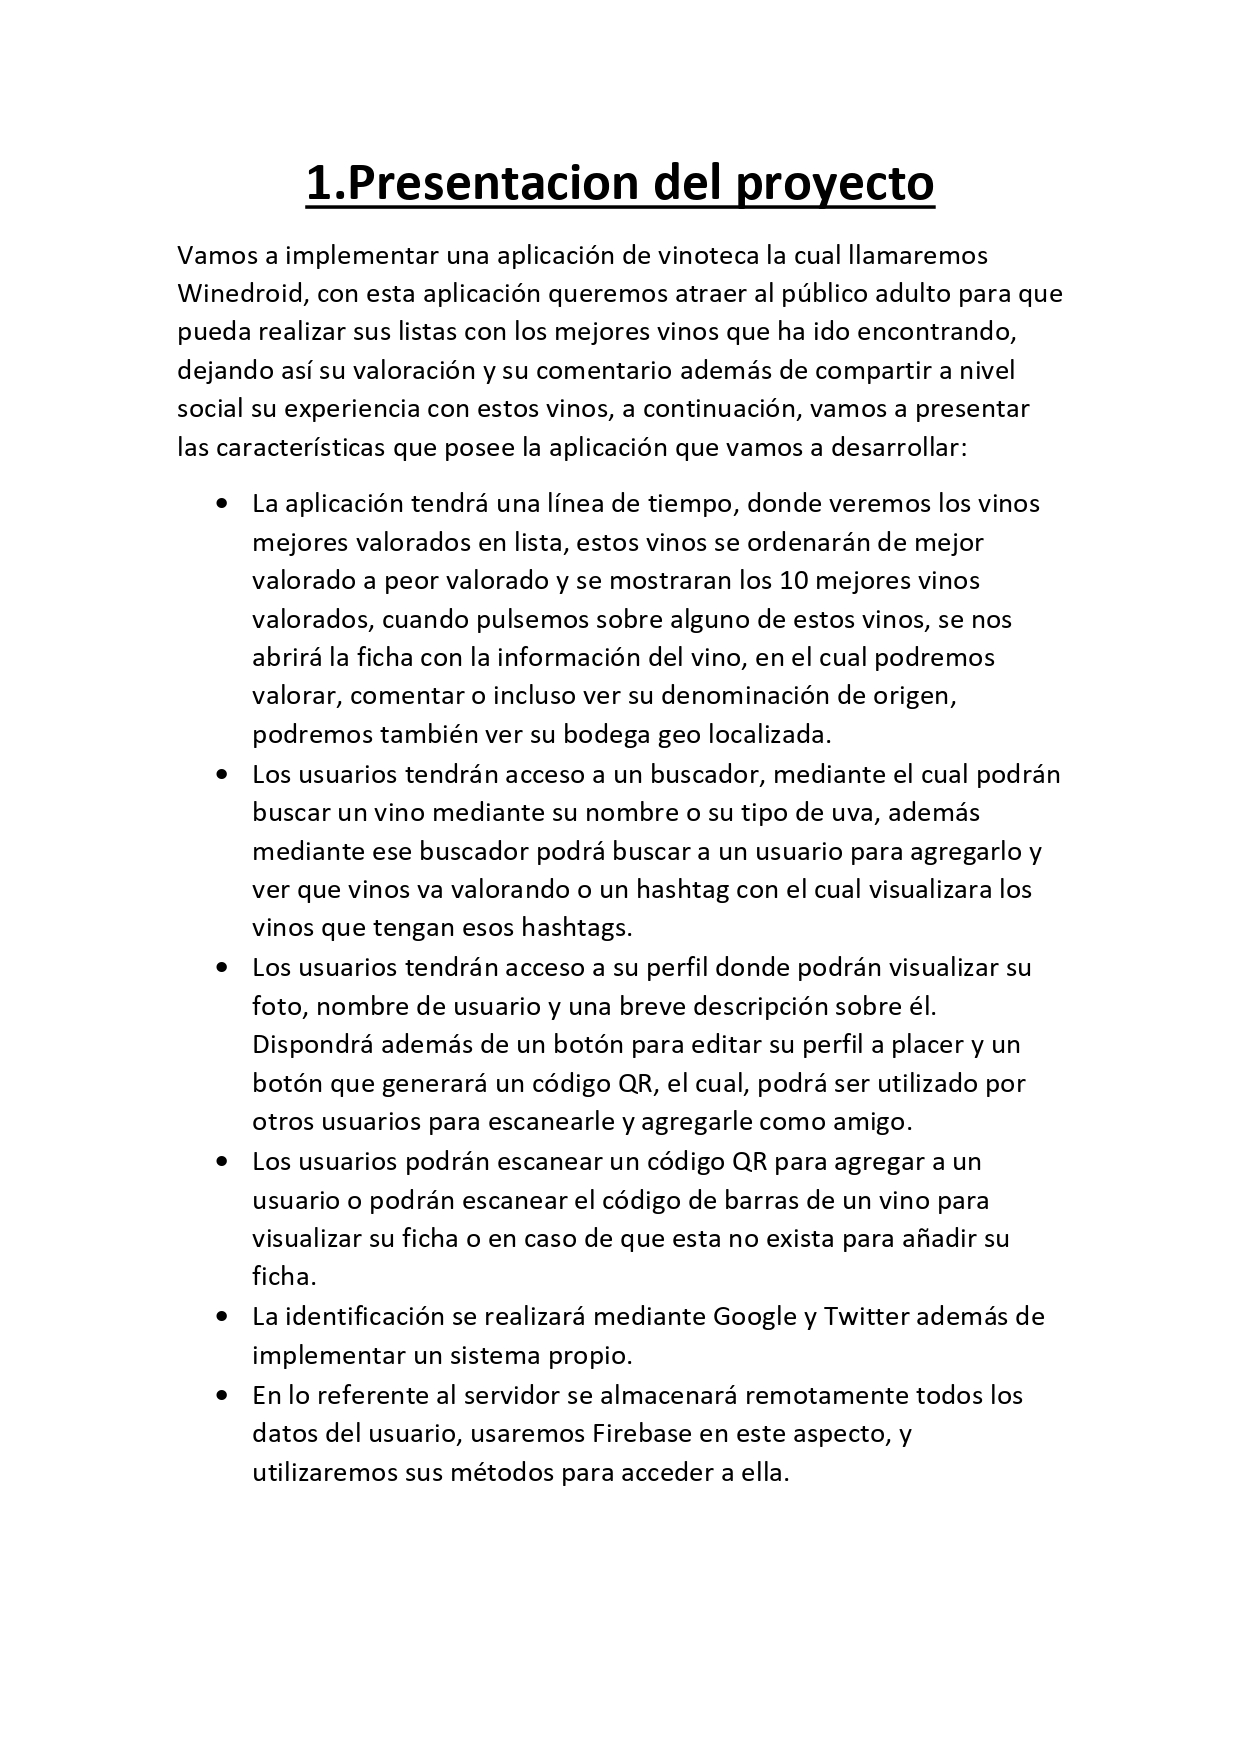 1.Presentacion del proyecto
Vamos a implementar una aplicación de vinoteca la cual llamaremos
Winedroid, con esta aplicación queremos atraer al público adulto para que
pueda realizar sus listas con los mejores vinos que ha ido encontrando,
dejando así su valoración y su comentario además de compartir a nivel
social su experiencia con estos vinos, a continuación, vamos a presentar
las características que posee la aplicación que vamos a desarrollar:
• La aplicación tendrá una línea de tiempo, donde veremos los vinos
mejores valorados en lista, estos vinos se ordenarán de mejor
valorado a peor valorado y se mostraran los 10 mejores vinos
valorados, cuando pulsemos sobre alguno de estos vinos, se nos
abrirá la ficha con la información del vino, en el cual podremos
valorar, comentar o incluso ver su denominación de origen,
podremos también ver su bodega geo localizada.
• Los usuarios tendrán acceso a un buscador, mediante el cual podrán
buscar un vino mediante su nombre o su tipo de uva, además
mediante ese buscador podrá buscar a un usuario para agregarlo y
ver que vinos va valorando o un hashtag con el cual visualizara los
vinos que tengan esos hashtags.
• Los usuarios tendrán acceso a su perfil donde podrán visualizar su
foto, nombre de usuario y una breve descripción sobre él.
Dispondrá además de un botón para editar su perfil a placer y un
botón que generará un código QR, el cual, podrá ser utilizado por
otros usuarios para escanearle y agregarle como amigo.
• Los usuarios podrán escanear un código QR para agregar a un
usuario o podrán escanear el código de barras de un vino para
visualizar su ficha o en caso de que esta no exista para añadir su
ficha.
• La identificación se realizará mediante Google y Twitter además de
implementar un sistema propio.
• En lo referente al servidor se almacenará remotamente todos los
datos del usuario, usaremos Firebase en este aspecto, y
utilizaremos sus métodos para acceder a ella.